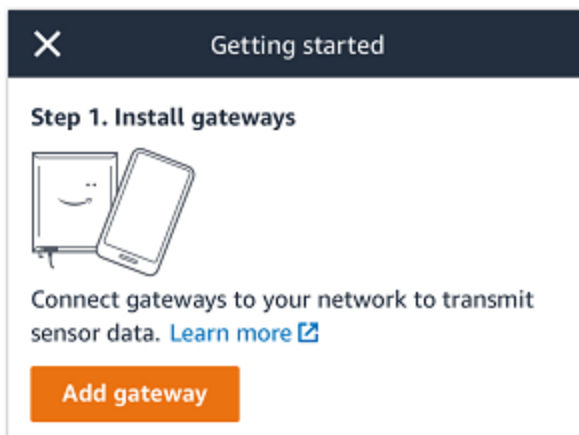 Getting started
Step 1. Install gateways
Connect gateways to your network to transmit
sensor data. Learn more
Add gateway